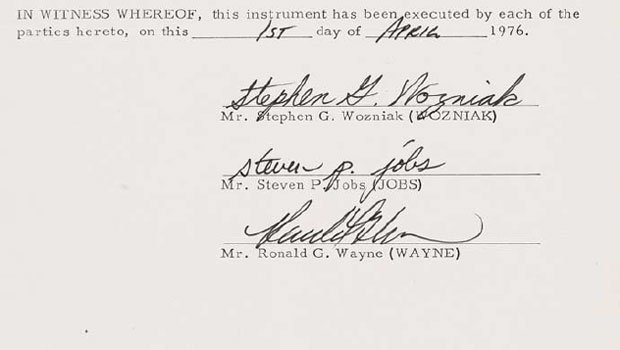 IN WITNESS WHEREOF, this instrument has been executed by each of the
parties hereto, on this 1ST day of APRIL 1976.
Stephen G. Wozniak
Mr. Stephen G. Wozniak (WOZNIAK)
steven p. jobs
Mr. Steven P. Jobs (JOBS)
Mr. Ronald G. Wayne (WAYNE)